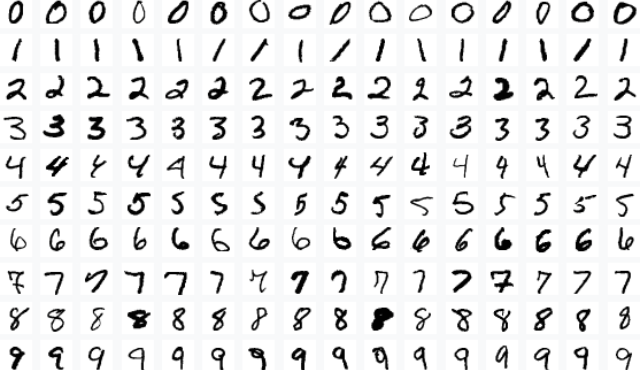 0 0 0 0 0 0 0 0 0 0 0 0 0 0 0 0
1 1 1 1 1 1 1 1 1 1 1 1 1 1 1 1
2 2 2 2 2 2 2 2 2 2 2 2 2 2 2 2
3 3 3 3 3 3 3 3 3 3 3 3 3 3 3 3
4 4 4 4 4 4 4 4 4 4 4 4 4 4 4 4
5 5 5 5 5 5 5 5 5 5 5 5 5 5 5 5
6 6 6 6 6 6 6 6 6 6 6 6 6 6 6 6
7 7 7 7 7 7 7 7 7 7 7 7 7 7 7 7
8 8 8 8 8 8 8 8 8 8 8 8 8 8 8 8
9 9 9 9 9 9 9 9 9 9 9 9 9 9 9 9